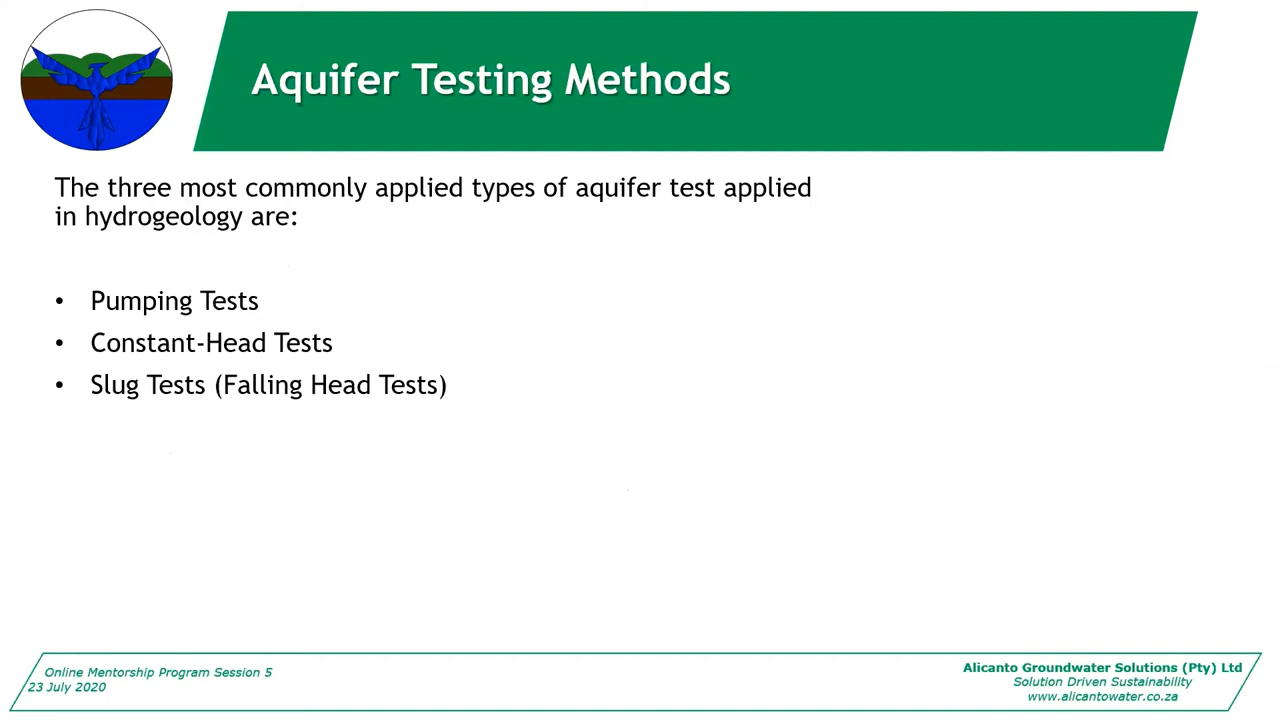 Aquifer Testing Methods
The three most commonly applied types of aquifer test applied
in hydrogeology are:
• Pumping Tests
• Constant-Head Tests
• Slug Tests (Falling Head Tests)
Online Mentorship Program Session 5
23 July 2020
Alicanto Groundwater Solutions (Pty) Ltd
Solution Driven Sustainability
www.alicantowater.co.za